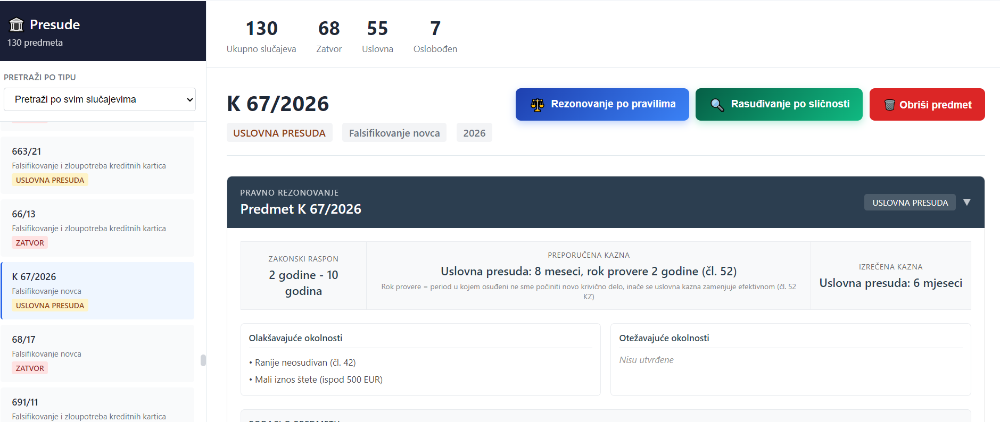 Presude
130 predmeta
PRETRAŽI PO TIPU
Pretraži po svim slučajevima
663/21
Falsifikovanje i zloupotreba kreditnih kartica
USLOVNA PRESUDA
66/13
Falsifikovanje i zloupotreba kreditnih kartica
ZATVOR
K 67/2026
Falsifikovanje novca
USLOVNA PRESUDA
68/17
Falsifikovanje novca
ZATVOR
691/11
Falsifikovanje i zloupotreba kreditnih kartica
130
Ukupno slučajeva
68
Zatvor
55
Uslovna
7
Oslobođen
K 67/2026
Rezonovanje po pravilima
Rasuđivanje po sličnosti
Obriši predmet
USLOVNA PRESUDA
Falsifikovanje novca
2026
PRAVNO REZONOVANJE
Predmet K 67/2026
USLOVNA PRESUDA
ZAKONSKI RASPON
2 godine - 10
godina
PREPORUČENA KAZNA
Uslovna presuda: 8 meseci, rok provere 2 godine (čl. 52)
Rok provere = period u kojem osuđeni ne sme počiniti novo krivično delo, inače se uslovna kazna zamenjuje efektivnom (čl. 52
KZ)
IZREČENA KAZNA
Uslovna presuda: 6 mjeseci
Olakšavajuće okolnosti
• Ranije neosudivan (čl. 42)
• Mali iznos štete (ispod 500 EUR)
Otežavajuće okolnosti
Nisu utvrđene